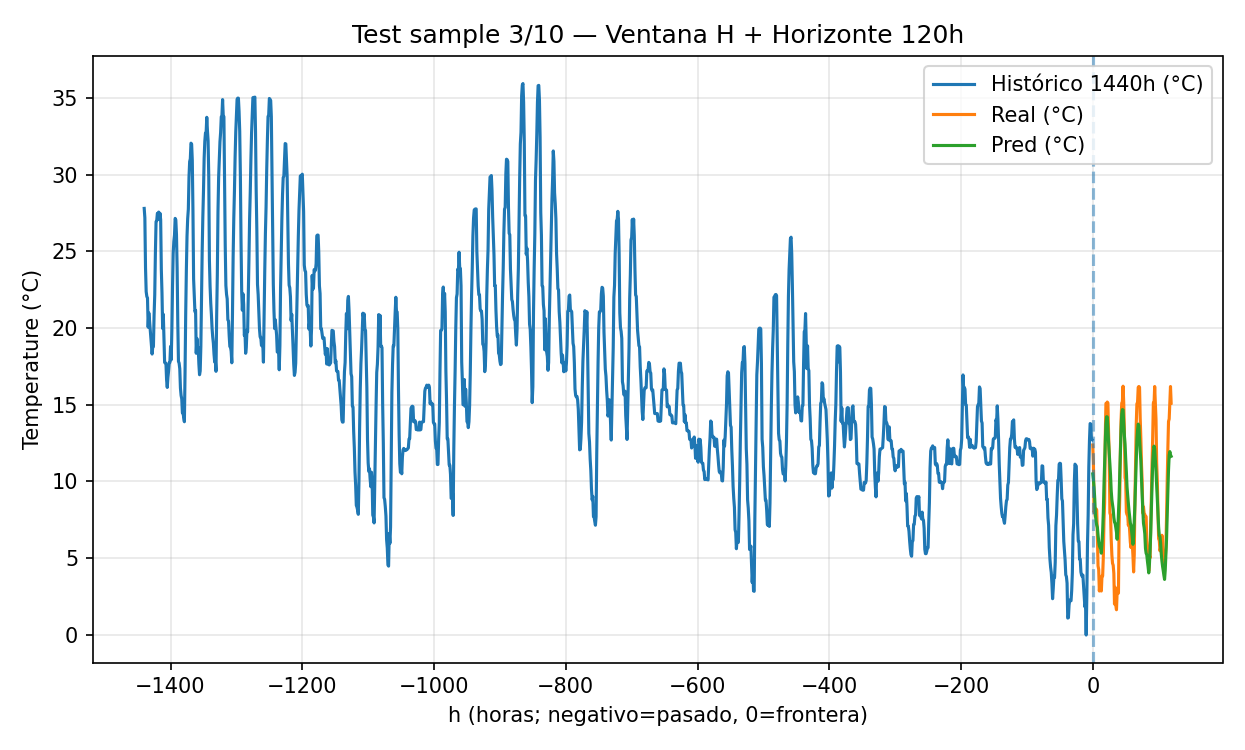 Test sample 3/10 — Ventana H + Horizonte 120h
Histórico 1440h (°C)
Real (°C)
Pred (°C)
Temperature (°C)
35
30
25
20
15
10
5
0
−1400
−1200
−1000
−800
−600
−400
−200
0
h (horas; negativo=pasado, 0=frontera)